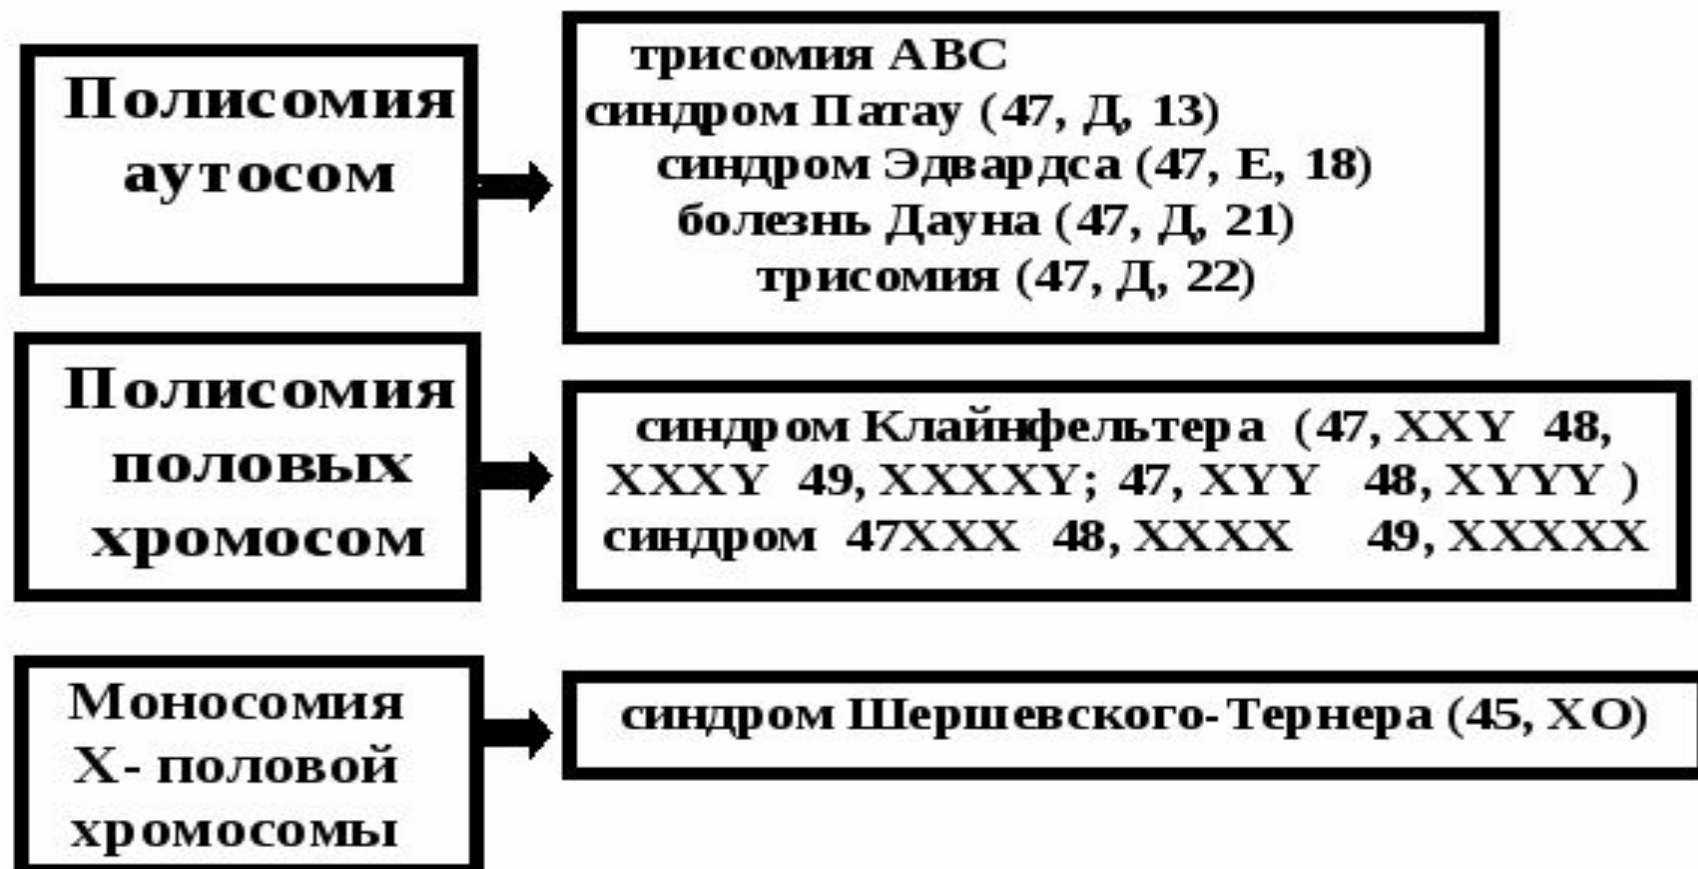 Полисомия
аутосом
трисомия АВС
синдром Патау (47, Д, 13)
синдром Эдвардса (47, Е, 18)
болезнь Дауна (47, Д, 21)
трисомия (47, Д, 22)
Полисомия
половых
хромосом
синдром Клайнфельтера (47, XXY 48,
XXXY 49, XXXXY; 47, XYY 48, XYYY )
синдром 47XXX 48, XXXX 49, XXXXX
Моносомия
Х- половой
хромосомы
синдром Шершевского-Тернера (45, ХО)